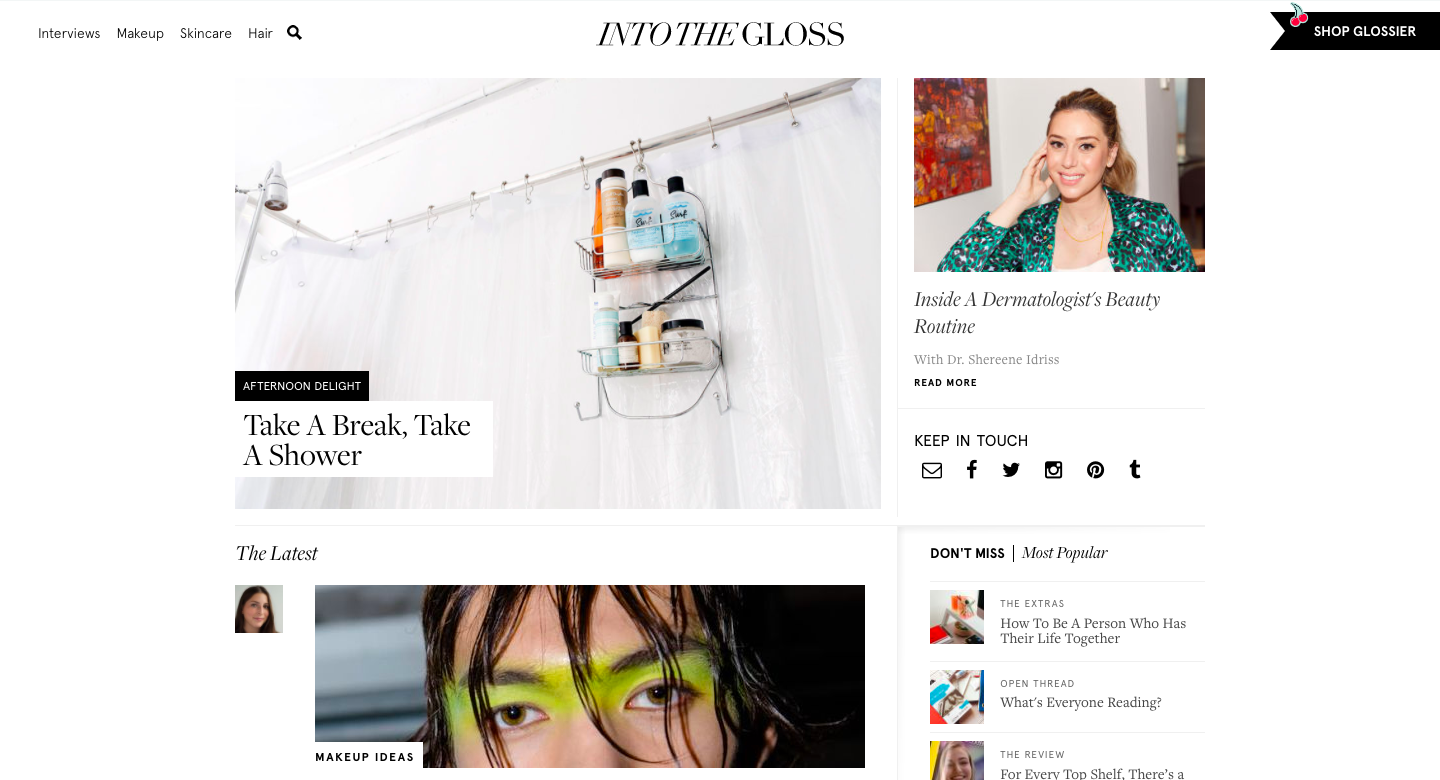 Interviews Makeup Skincare Hair
INTO THE GLOSS
SHOP GLOSSIER
AFTERNOON DELIGHT
Take A Break, Take
A Shower
Surf
Surf
Inside A Dermatologist's Beauty
Routine
With Dr. Shereene Idriss
READ MORE
KEEP IN TOUCH
The Latest
MAKEUP IDEAS
DON'T MISS | Most Popular
THE EXTRAS
How To Be A Person Who Has
Their Life Together
OPEN THREAD
What's Everyone Reading?
THE REVIEW
For Every Top Shelf, There's a